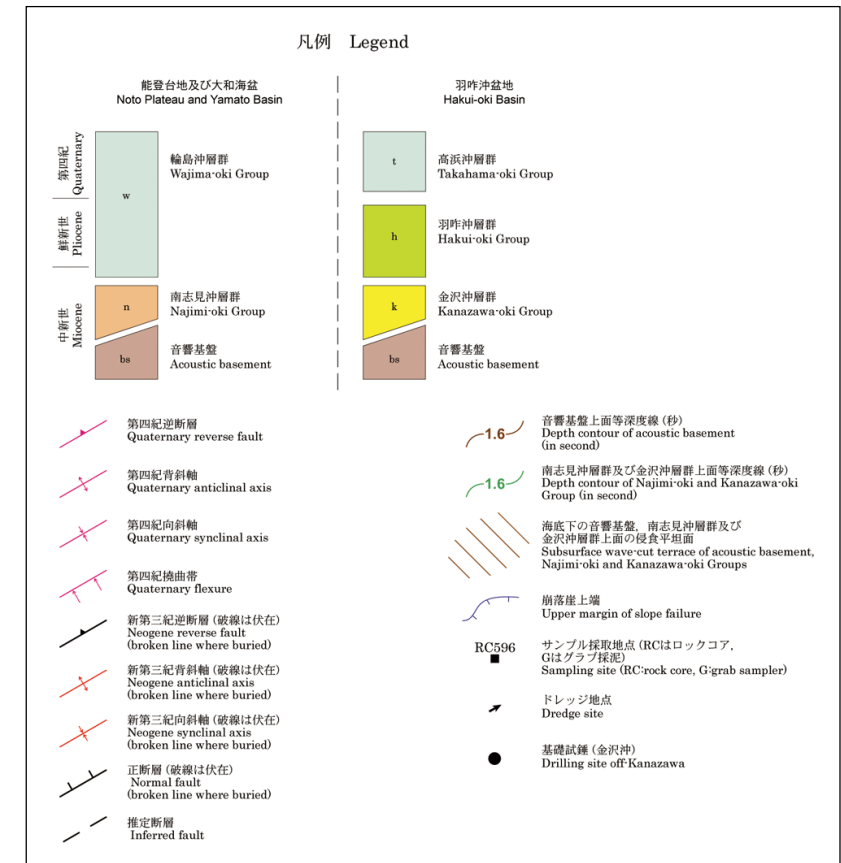 凡例 Legend
能登台地及び大和海盆
Noto Plateau and Yamato Basin
羽咋沖盆地
Hakui-oki Basin
第四紀
Quaternary
鮮新世
Pliocene
中新世
Miocene
w
輪島沖層群
Wajima-oki Group
n
南志見沖層群
Najimi-oki Group
bs
音響基盤
Acoustic basement
t
高浜沖層群
Takahama-oki Group
h
羽咋沖層群
Hakui-oki Group
k
金沢沖層群
Kanazawa-oki Group
bs
音響基盤
Acoustic basement
第四紀逆断層
Quaternary reverse fault
第四紀背斜軸
Quaternary anticlinal axis
第四紀向斜軸
Quaternary synclinal axis
第四紀撓曲帯
Quaternary flexure
新第三紀逆断層 (破線は伏在)
Neogene reverse fault
(broken line where buried)
新第三紀背斜軸 (破線は伏在)
Neogene anticlinal axis
(broken line where buried)
新第三紀向斜軸 (破線は伏在)
Neogene synclinal axis
(broken line where buried)
正断層 (破線は伏在)
Normal fault
(broken line where buried)
推定断層
Inferred fault
1.6
音響基盤上面等深度線 (秒)
Depth contour of acoustic basement
(in second)
1.6
南志見沖層群及び金沢沖層群上面等深度線 (秒)
Depth contour of Najimi-oki and Kanazawa-oki
Group (in second)
海底下の音響基盤，南志見沖層群及び
金沢沖層群上面の侵食平坦面
Subsurface wave-cut terrace of acoustic basement,
Najimi-oki and Kanazawa-oki Groups
崩落崖上端
Upper margin of slope failure
RC596
サンプル採取地点 (RCはロックコア，
Gはグラブ採泥)
Sampling site (RC:rock core, G:grab sampler)
ドレッジ地点
Dredge site
基礎試錐 (金沢沖)
Drilling site off-Kanazawa